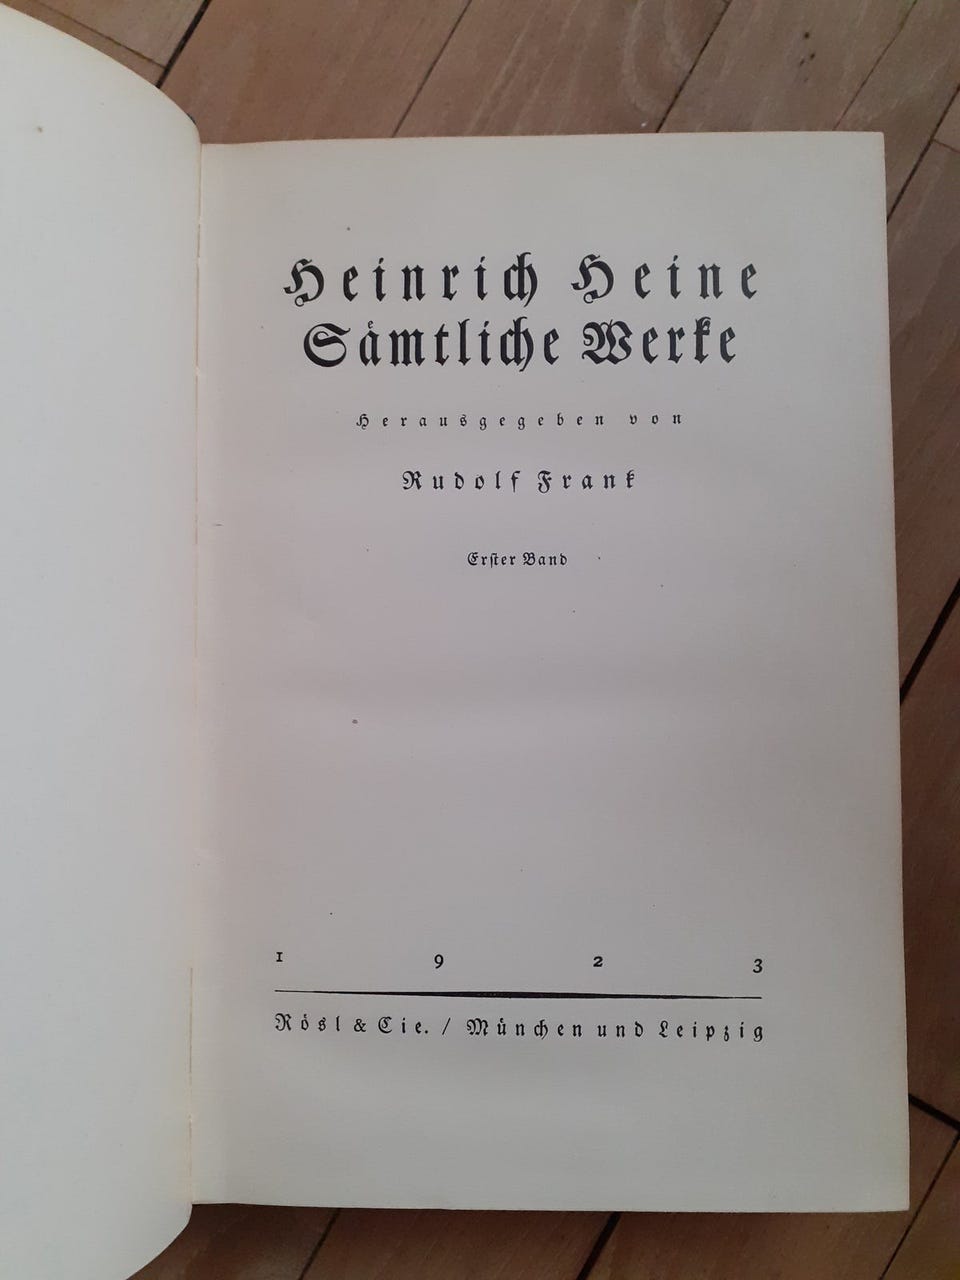 Heinrich Heine
Sämtliche Werke
Herausgegeben von
Rudolf Frank
Erster Band
1 9 2 3
Rösl & Cie. / München und Leipzig